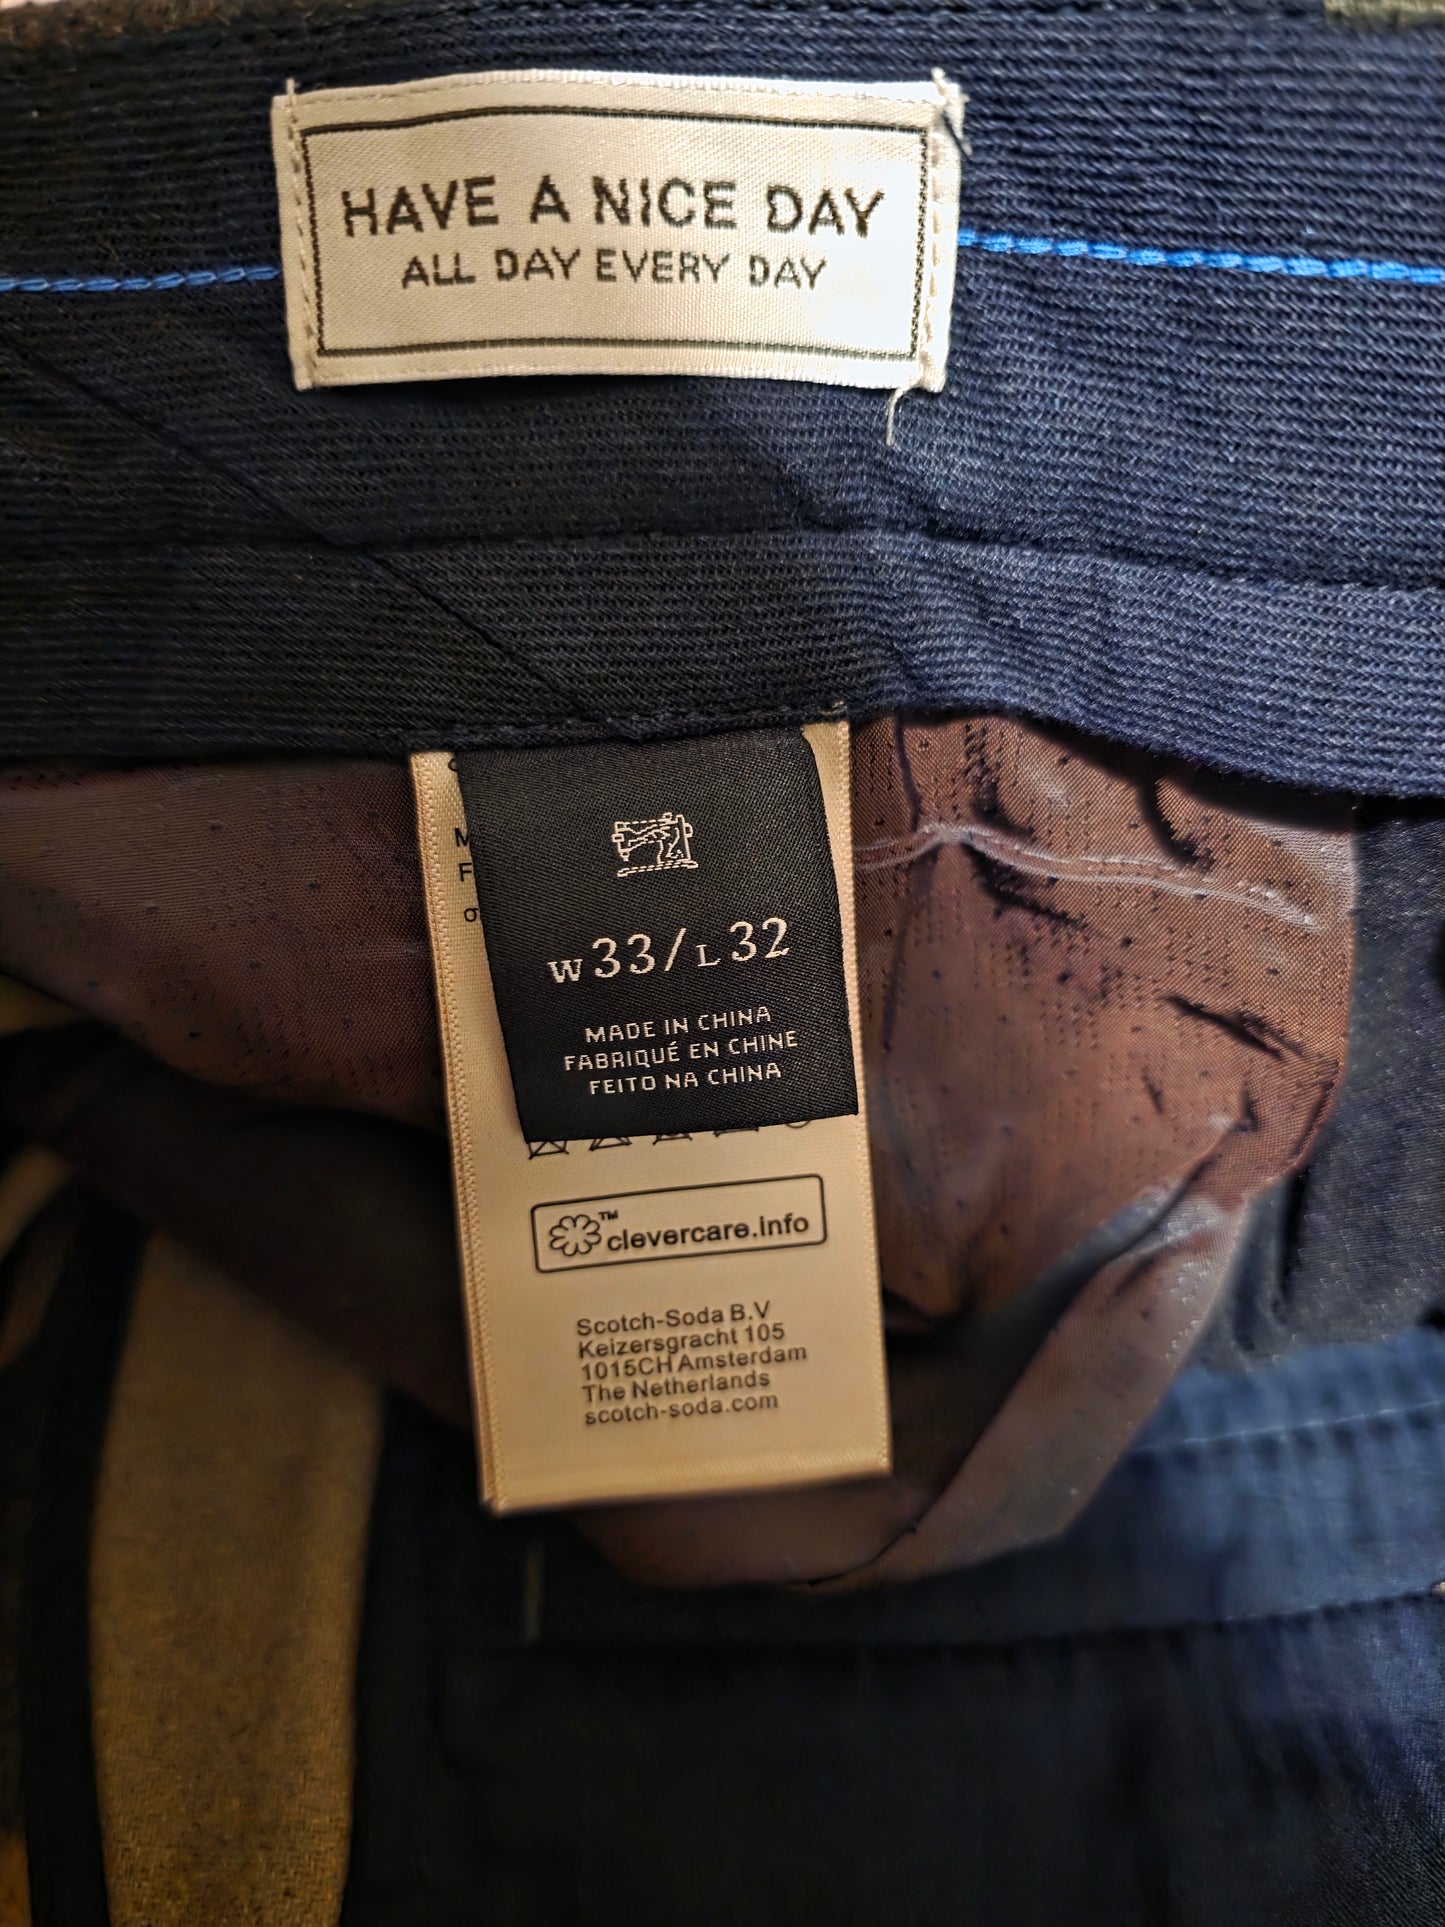 HAVE A NICE DAY
ALL DAY EVERY DAY
W33/L32
MADE IN CHINA
FABRIQUÉ EN CHINE
FEITO NA CHINA
™
clevercare.info
Scotch-Soda B.V
Keizersgracht 105
1015CH Amsterdam
The Netherlands
scotch-soda.com